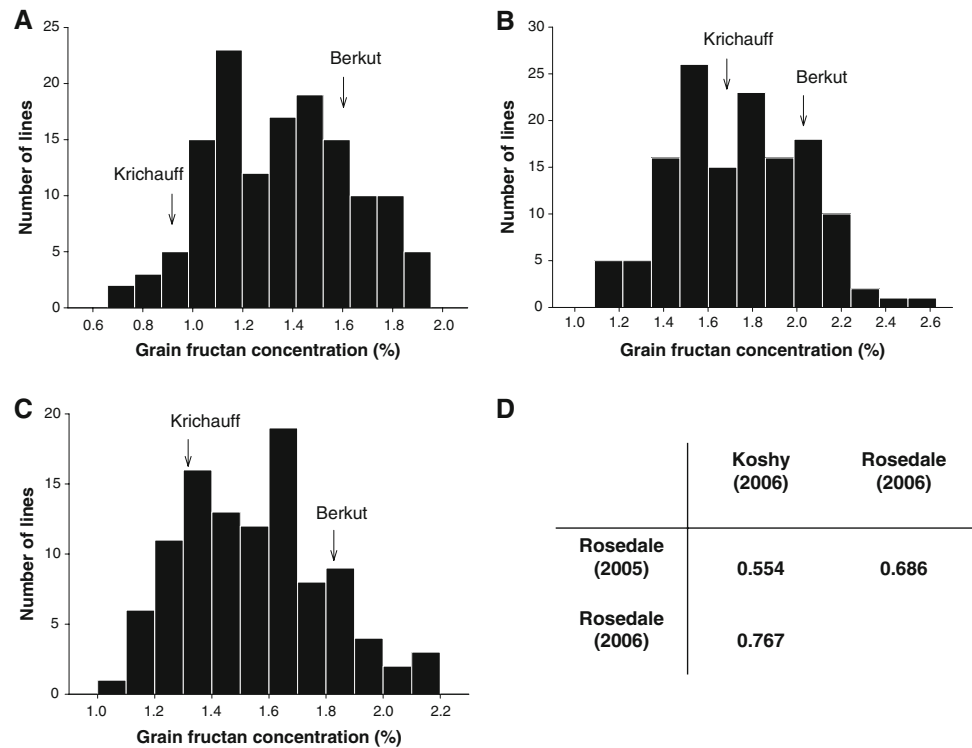 A
Number of lines
25
20
15
10
5
0
Krichauff
Berkut
0.6 0.8 1.0 1.2 1.4 1.6 1.8 2.0
Grain fructan concentration (%)
B
Number of lines
30
25
20
15
10
5
0
Krichauff
Berkut
1.0 1.2 1.4 1.6 1.8 2.0 2.2 2.4 2.6
Grain fructan concentration (%)
C
Number of lines
20
15
10
5
0
Krichauff
Berkut
1.0 1.2 1.4 1.6 1.8 2.0 2.2
Grain fructan concentration (%)
D
Koshy Rosedale
(2006) (2006)
Rosedale
(2005) 0.554 0.686
Rosedale
(2006) 0.767